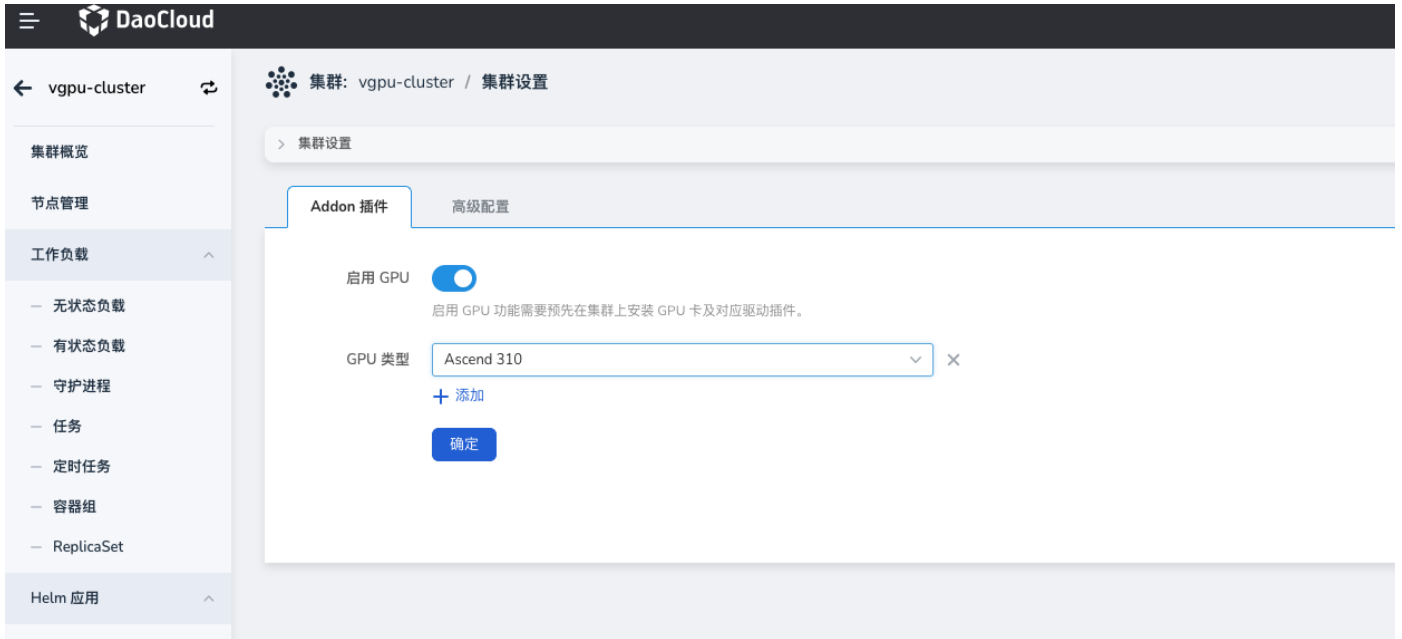 DaoCloud
vgpu-cluster
集群: vgpu-cluster / 集群设置
集群设置
集群概览
节点管理
工作负载
无状态负载
有状态负载
守护进程
任务
定时任务
容器组
ReplicaSet
Helm 应用
Addon 插件
高级配置
启用 GPU
启用 GPU 功能需要预先在集群上安装 GPU 卡及对应驱动插件。
GPU 类型
Ascend 310
添加
确定